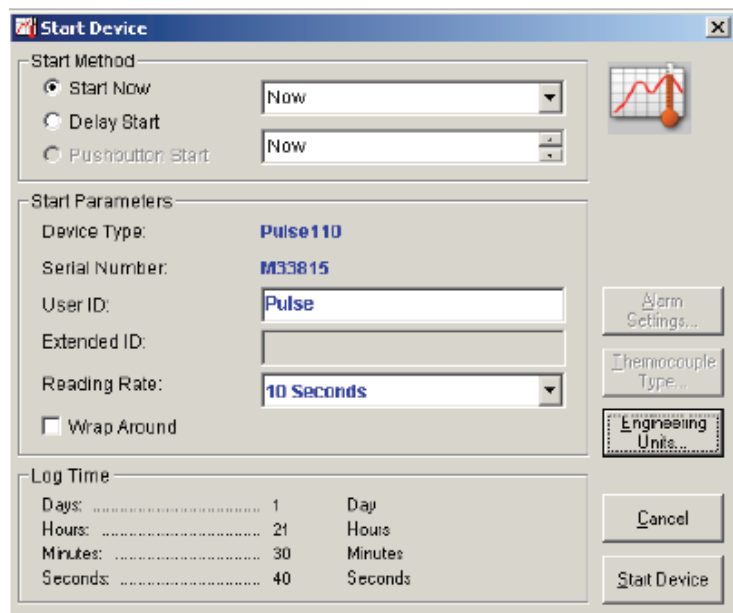 Start Device
Start Method
Start Now
Now
Delay Start
Pushbutton Start
Now
Start Parameters
Device Type: Pulse110
Serial Number: M33815
User ID: Pulse
Extended ID:
Reading Rate: 10 Seconds
Wrap Around
Alarm Settings...
Thermocouple Type...
Engineering Units...
Log Time
Days: ........................................ 1 Day
Hours: ........................................ 21 Hours
Minutes: ........................................ 30 Minutes
Seconds: ........................................ 40 Seconds
Cancel
Start Device